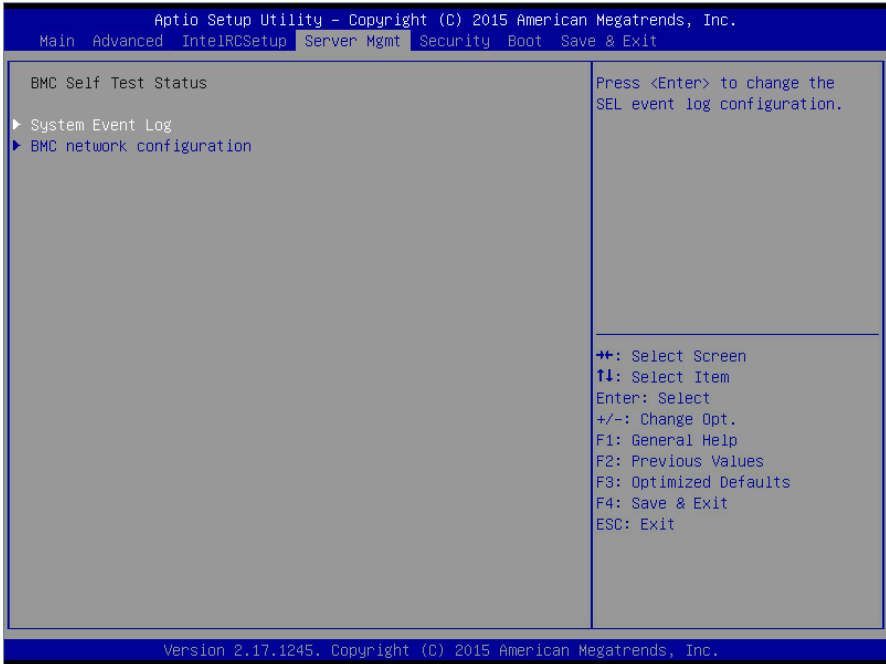 Aptio Setup Utility – Copyright (C) 2015 American Megatrends, Inc.
Main Advanced IntelRCSetup Server Mgmt Security Boot Save & Exit
BMC Self Test Status
System Event Log
BMC network configuration
Press <Enter> to change the
SEL event log configuration.
→←: Select Screen
↑↓: Select Item
Enter: Select
+/-: Change Opt.
F1: General Help
F2: Previous Values
F3: Optimized Defaults
F4: Save & Exit
ESC: Exit
Version 2.17.1245. Copyright (C) 2015 American Megatrends, Inc.